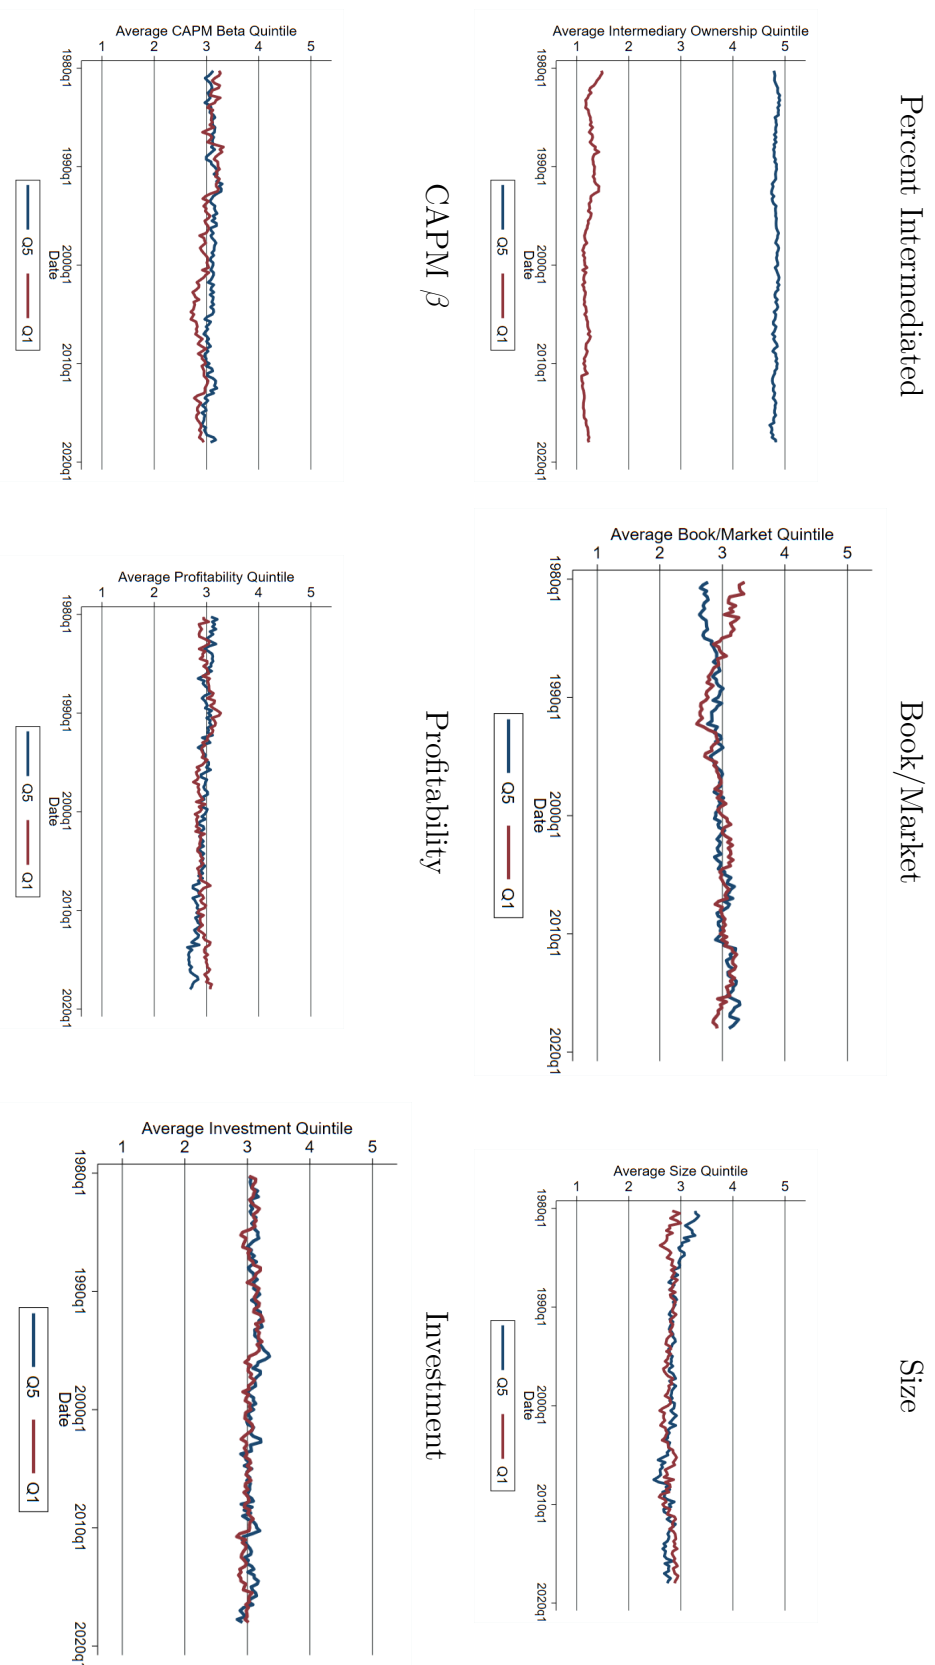 Percent Intermediated
Average Intermediary Ownership Quintile
1 2 3 4 5
1980q1 1990q1 2000q1 2010q1 2020q1
Date
Q5 Q1
Book/Market
Average Book/Market Quintile
1 2 3 4 5
1980q1 1990q1 2000q1 2010q1 2020q1
Date
Q5 Q1
Size
Average Size Quintile
1 2 3 4 5
1980q1 1990q1 2000q1 2010q1 2020q1
Date
Q5 Q1
CAPM β
Average CAPM Beta Quintile
1 2 3 4 5
1980q1 1990q1 2000q1 2010q1 2020q1
Date
Q5 Q1
Profitability
Average Profitability Quintile
1 2 3 4 5
1980q1 1990q1 2000q1 2010q1 2020q1
Date
Q5 Q1
Investment
Average Investment Quintile
1 2 3 4 5
1980q1 1990q1 2000q1 2010q1 2020q1
Date
Q5 Q1